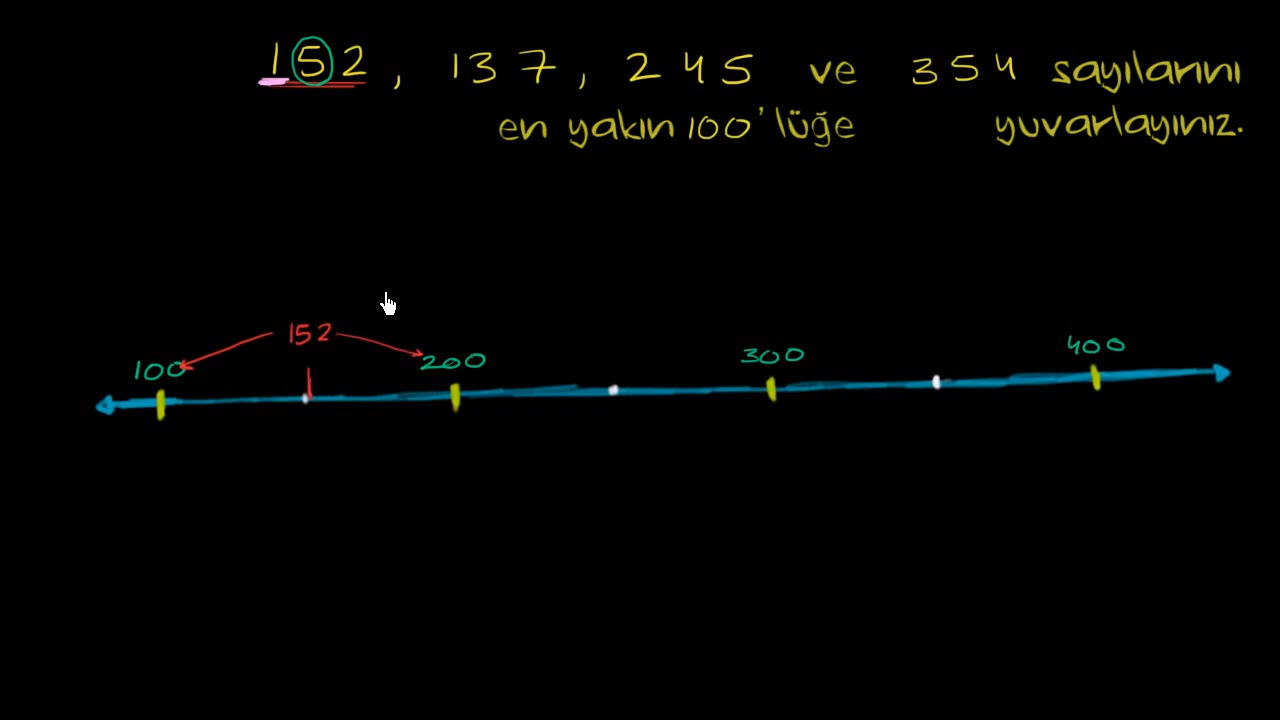 152, 137, 245 ve 354 sayılarını
en yakın 100'lüğe yuvarlayınız.
152
100 200 300 400